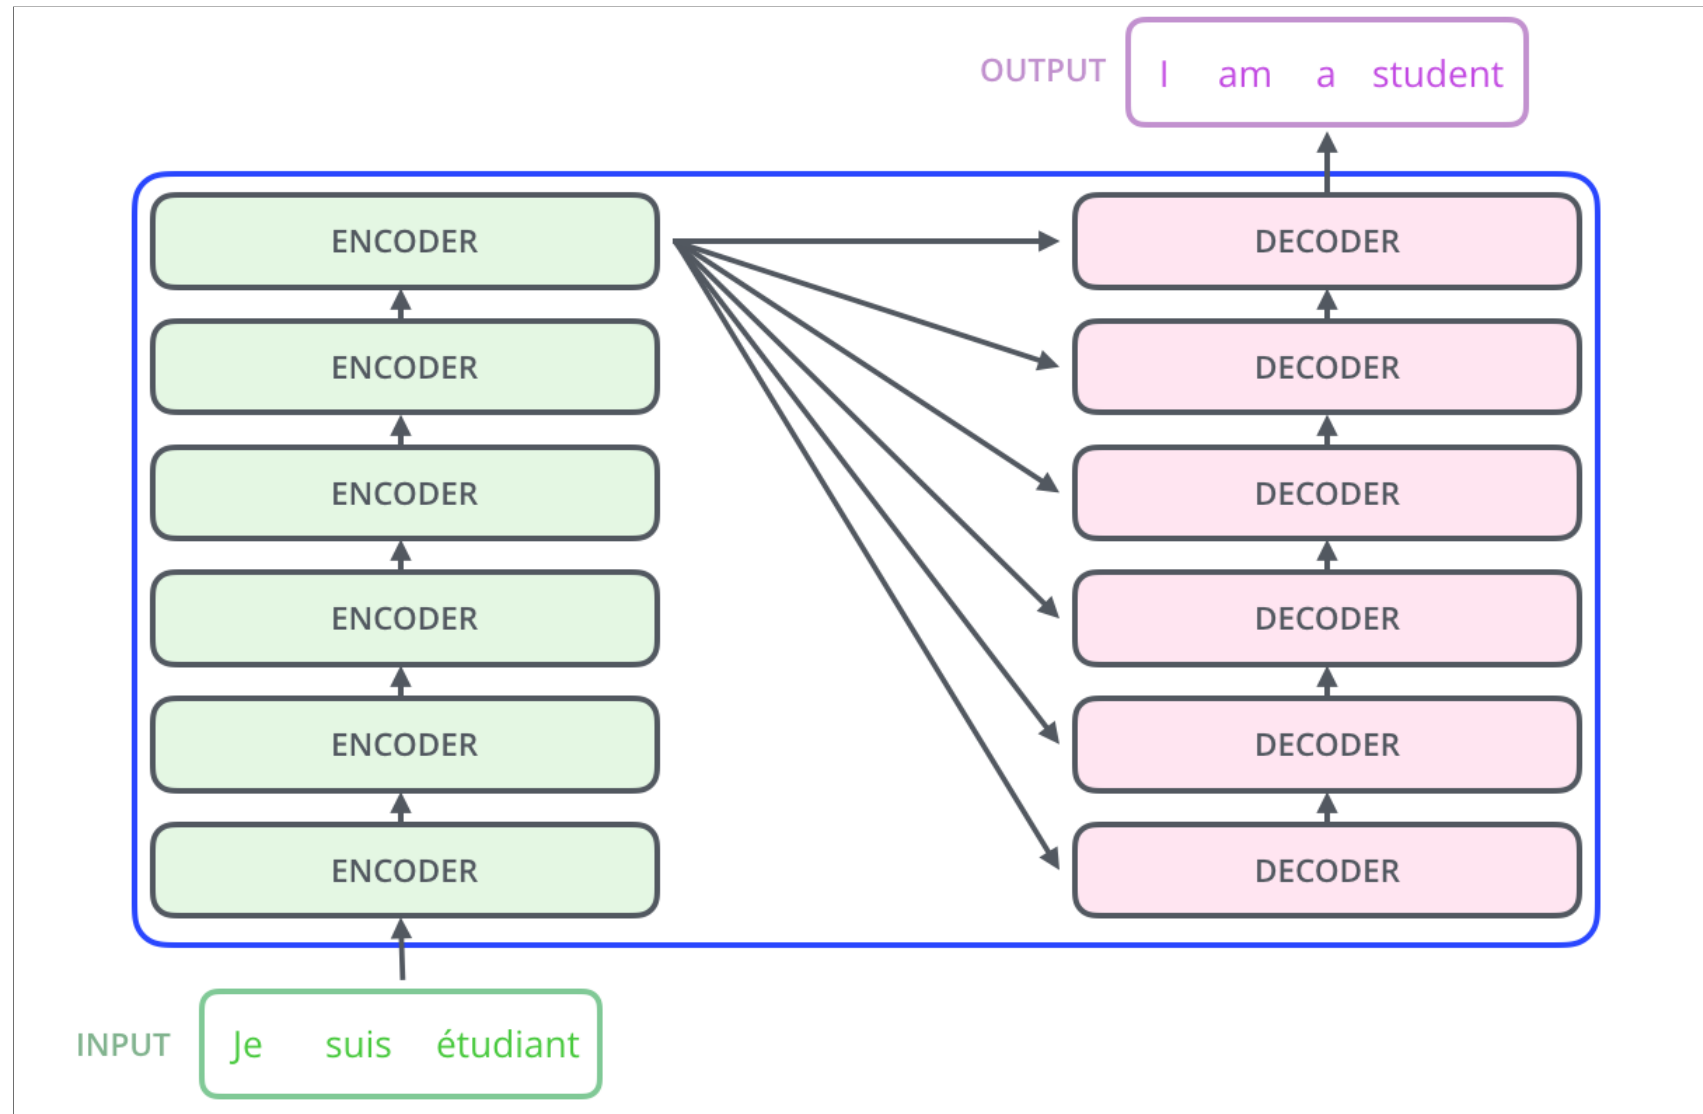 OUTPUT
I am a student
ENCODER
DECODER
ENCODER
DECODER
ENCODER
DECODER
ENCODER
DECODER
ENCODER
DECODER
ENCODER
DECODER
INPUT
Je suis étudiant